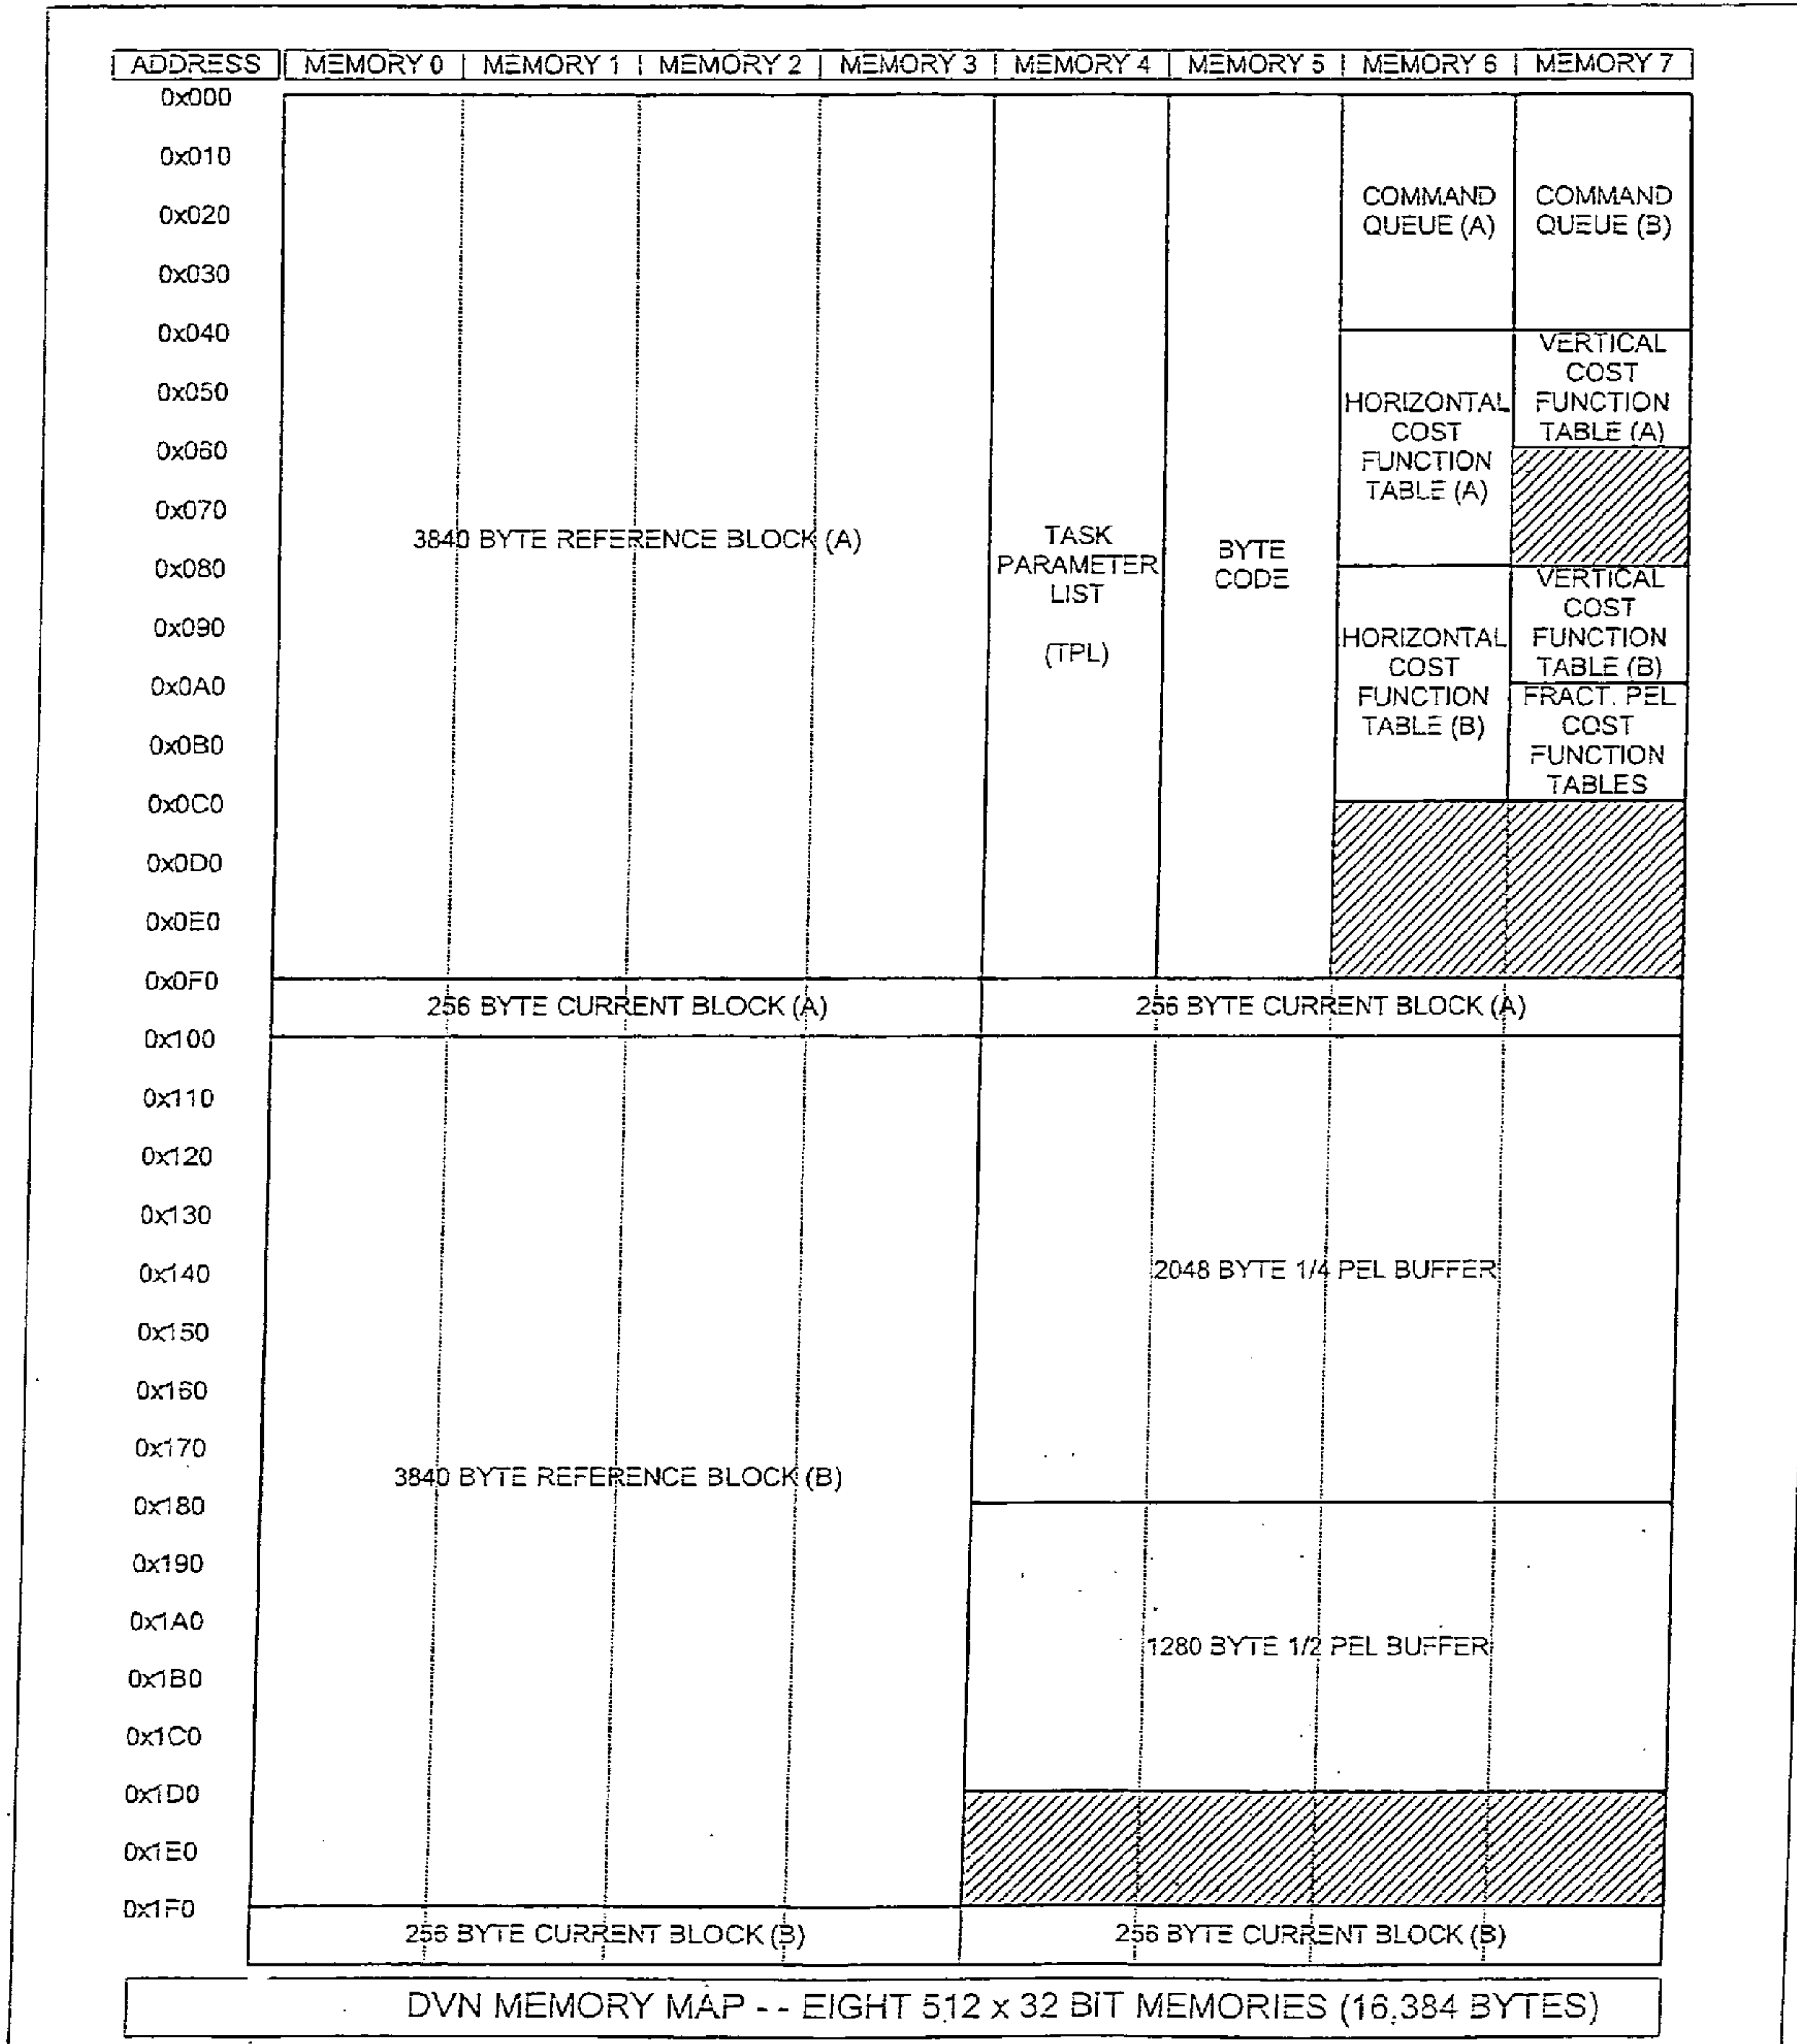 ADDRESS MEMORY 0 MEMORY 1 MEMORY 2 MEMORY 3 MEMORY 4 MEMORY 5 MEMORY 6 MEMORY 7
0x000
0x010
0x020
0x030
0x040
0x050
0x060
0x070
0x080
0x090
0x0A0
0x0B0
0x0C0
0x0D0
0x0E0
0x0F0
0x100
0x110
0x120
0x130
0x140
0x150
0x160
0x170
0x180
0x190
0x1A0
0x1B0
0x1C0
0x1D0
0x1E0
0x1F0
3840 BYTE REFERENCE BLOCK (A)
TASK
PARAMETER
LIST
(TPL)
BYTE
CODE
COMMAND
QUEUE (A)
COMMAND
QUEUE (B)
HORIZONTAL
COST
FUNCTION
TABLE (A)
VERTICAL
COST
FUNCTION
TABLE (A)
HORIZONTAL
COST
FUNCTION
TABLE (B)
VERTICAL
COST
FUNCTION
TABLE (B)
FRACT. PEL
COST
FUNCTION
TABLES
256 BYTE CURRENT BLOCK (A)
256 BYTE CURRENT BLOCK (A)
3840 BYTE REFERENCE BLOCK (B)
2048 BYTE 1/4 PEL BUFFER
1280 BYTE 1/2 PEL BUFFER
256 BYTE CURRENT BLOCK (B)
256 BYTE CURRENT BLOCK (B)
DVN MEMORY MAP - - EIGHT 512 x 32 BIT MEMORIES (16,384 BYTES)